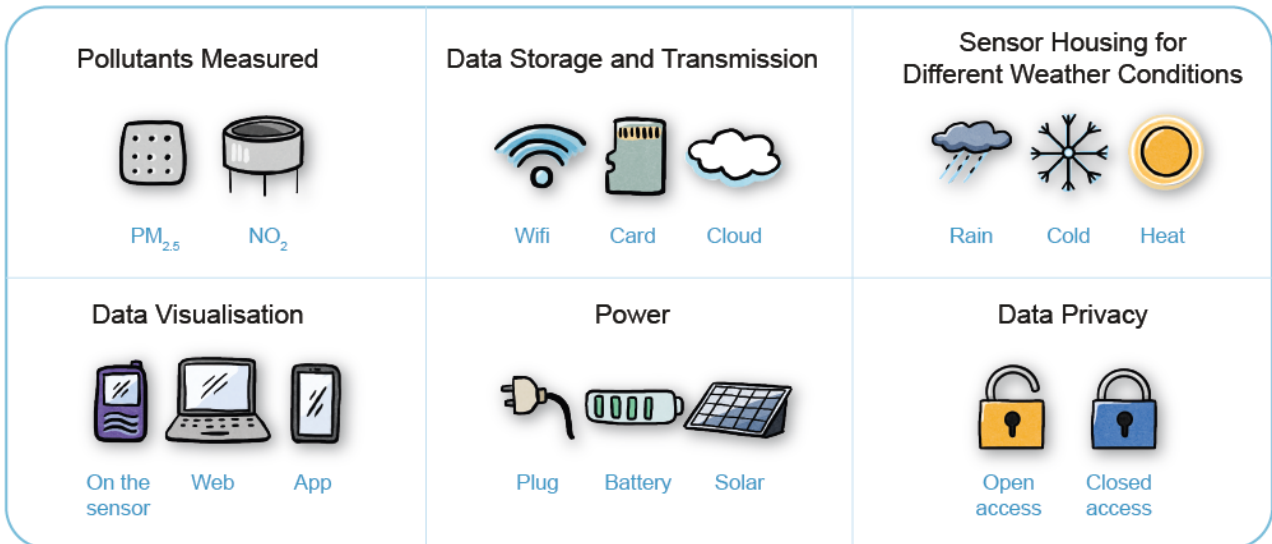 Pollutants Measured
PM2.5
NO2
Data Storage and Transmission
Wifi
Card
Cloud
Sensor Housing for
Different Weather Conditions
Rain
Cold
Heat
Data Visualisation
On the
sensor
Web
App
Power
Plug
Battery
Solar
Data Privacy
Open
access
Closed
access